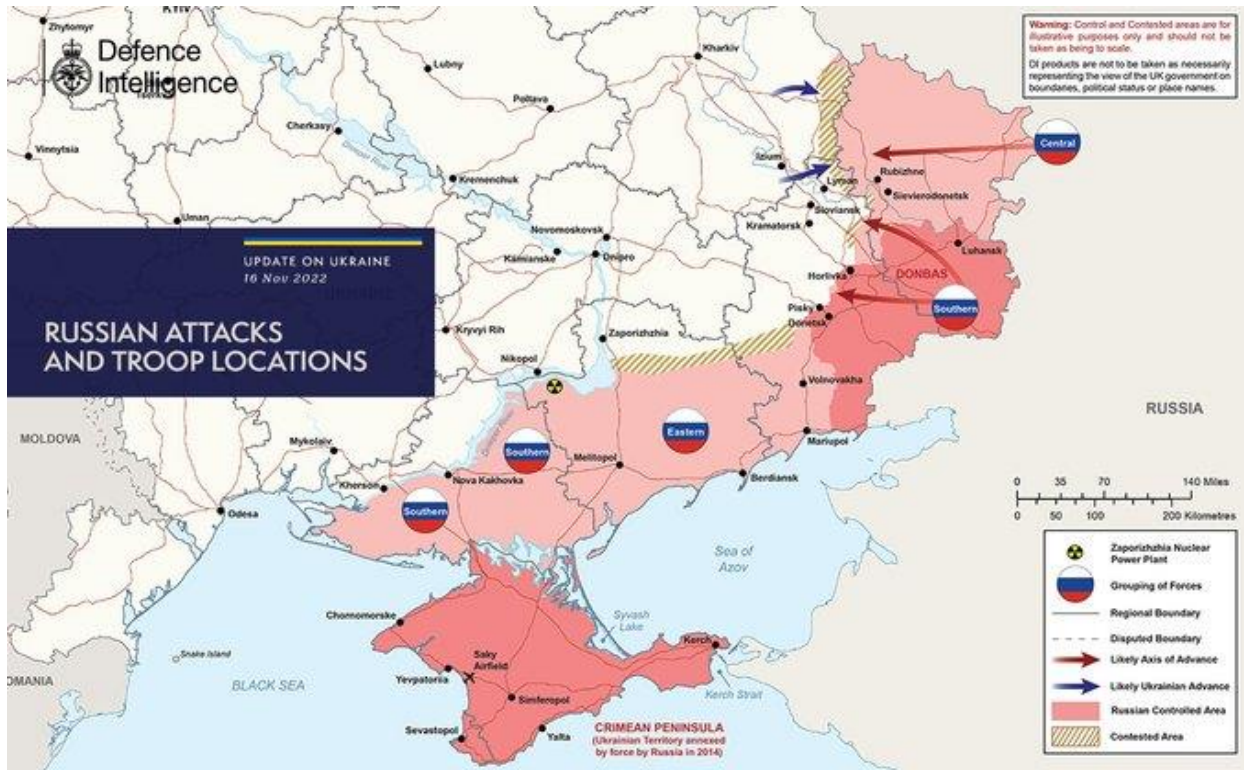 Zhytomyr
Defence
Intelligence
Lubny
Kharkiv
Warning: Control and Contested areas are for
illustrative purposes only and should not be
taken as being to scale.
DI products are not to be taken as necessarily
representing the view of the UK government on
boundaries, political status or place names.
Poltava
Cherkasy
Vinnytsia
Kremenchuk
Izium
Central
Rubizhne
Lyman
Sievierodonetsk
Sloviansk
Uman
Kramatorsk
Novomoskovsk
Kamianske
Dnipro
Luhansk
UPDATE ON UKRAINE
16 Nov 2022
Horlivka
DONBAS
RUSSIAN ATTACKS
AND TROOP LOCATIONS
Pisky
Donetsk
Southern
Kryvyi Rih
Zaporizhzhia
Nikopol
Volnovakha
MOLDOVA
RUSSIA
Mykolaiv
Southern
Eastern
Mariupol
Melitopol
Kherson
Nova Kakhovka
Berdiansk
Southern
Odesa
0 35 70 140 Miles
0 50 100 200 Kilometres
Sea of
Azov
Zaporizhzhia Nuclear
Power Plant
Grouping of Forces
Regional Boundary
Disputed Boundary
Likely Axis of Advance
Likely Ukrainian Advance
Russian Controlled Area
Contested Area
Chornomorske
Syvash
Lake
Kerch
Snake Island
Saky
Airfield
Yevpatoriia
OMANIA
BLACK SEA
Kerch Strait
Simferopol
Sevastopol
Yalta
CRIMEAN PENINSULA
(Ukrainian Territory annexed
by force by Russia in 2014)